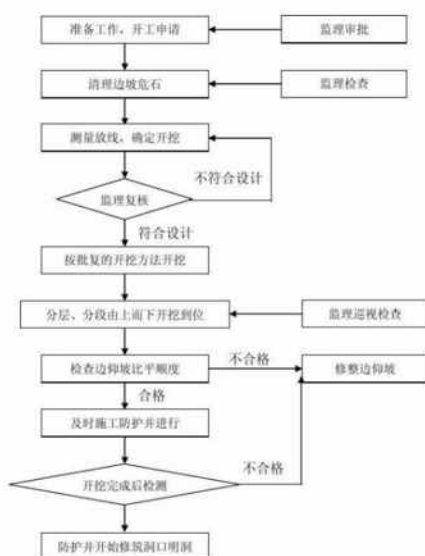 准备工作，开工申请
监理审批
清理边坡危石
监理检查
测量放线，确定开挖
不符合设计
监理复核
符合设计
按批复的开挖方法开挖
分层、分段由上而下开挖到位
监理巡视检查
检查边仰坡比平顺度
不合格
修整边仰坡
合格
及时施工防护并进行
不合格
开挖完成后检测
防护并开始修筑洞口明洞